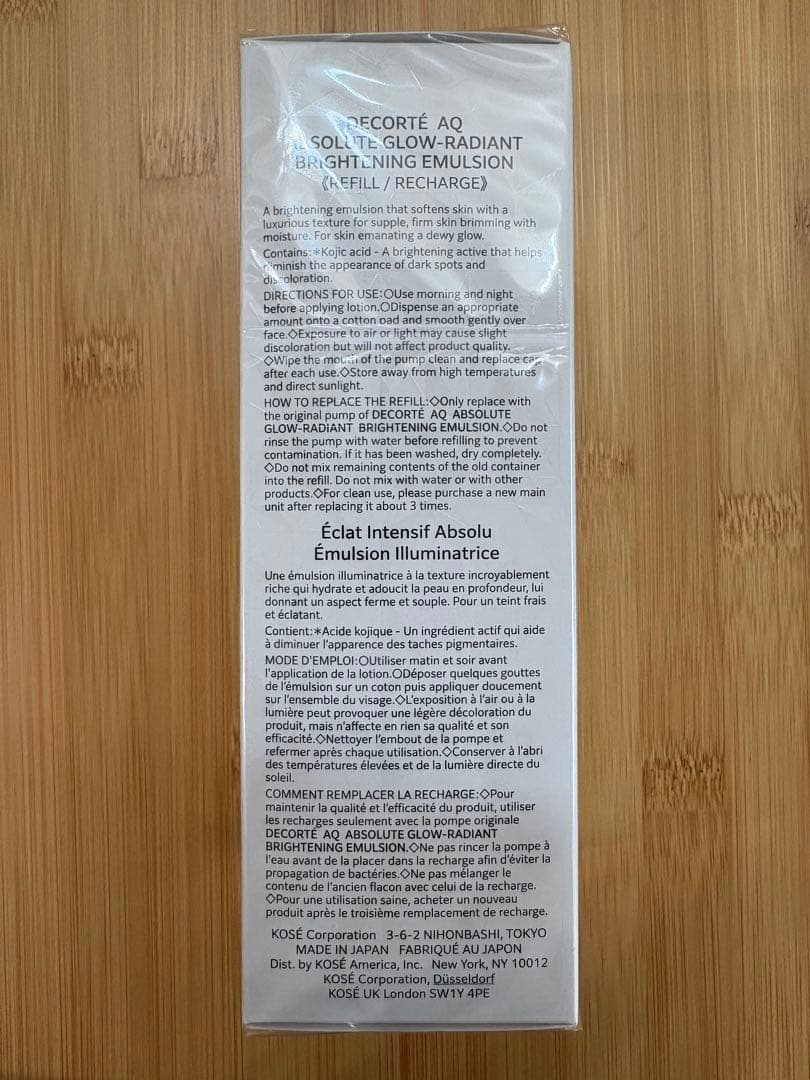 DECORTÉ AQ
ABSOLUTE GLOW-RADIANT
BRIGHTENING EMULSION
《REFILL / RECHARGE》
A brightening emulsion that softens skin with a
luxurious texture for supple, firm skin brimming with
moisture. For skin emanating a dewy glow.
Contains:*Kojic acid - A brightening active that helps
diminish the appearance of dark spots and
discoloration.
DIRECTIONS FOR USE:○Use morning and night
before applying lotion.○Dispense an appropriate
amount onto a cotton pad and smooth gently over
face.◇Exposure to air or light may cause slight
discoloration but will not affect product quality.
◇Wipe the mouth of the pump clean and replace cap
after each use.◇Store away from high temperatures
and direct sunlight.
HOW TO REPLACE THE REFILL:◇Only replace with
the original pump of DECORTÉ AQ ABSOLUTE
GLOW-RADIANT BRIGHTENING EMULSION.◇Do not
rinse the pump with water before refilling to prevent
contamination. If it has been washed, dry completely.
◇Do not mix remaining contents of the old container
into the refill. Do not mix with water or with other
products.◇For clean use, please purchase a new main
unit after replacing it about 3 times.
Éclat Intensif Absolu
Émulsion Illuminatrice
Une émulsion illuminatrice à la texture incroyablement
riche qui hydrate et adoucit la peau en profondeur, lui
donnant un aspect ferme et souple. Pour un teint frais
et éclatant.
Contient:*Acide kojique - Un ingrédient actif qui aide
à diminuer l'apparence des taches pigmentaires.
MODE D'EMPLOI:○Utiliser matin et soir avant
l'application de la lotion.○Déposer quelques gouttes
de l'émulsion sur un coton puis appliquer doucement
sur l'ensemble du visage.◇L'exposition à l'air ou à la
lumière peut provoquer une légère décoloration du
produit, mais n'affecte en rien sa qualité et son
efficacité.◇Nettoyer l'embout de la pompe et
refermer après chaque utilisation.◇Conserver à l'abri
des températures élevées et de la lumière directe du
soleil.
COMMENT REMPLACER LA RECHARGE:◇Pour
maintenir la qualité et l'efficacité du produit, utiliser
les recharges seulement avec la pompe originale
DECORTÉ AQ ABSOLUTE GLOW-RADIANT
BRIGHTENING EMULSION.◇Ne pas rincer la pompe à
l'eau avant de la placer dans la recharge afin d'éviter la
propagation de bactéries.◇Ne pas mélanger le
contenu de l'ancien flacon avec celui de la recharge.
◇Pour une utilisation saine, acheter un nouveau
produit après le troisième remplacement de recharge.
KOSÉ Corporation 3-6-2 NIHONBASHI, TOKYO
MADE IN JAPAN FABRIQUÉ AU JAPON
Dist. by KOSÉ America, Inc. New York, NY 10012
KOSÉ Corporation, Düsseldorf
KOSÉ UK London SW1Y 4PE